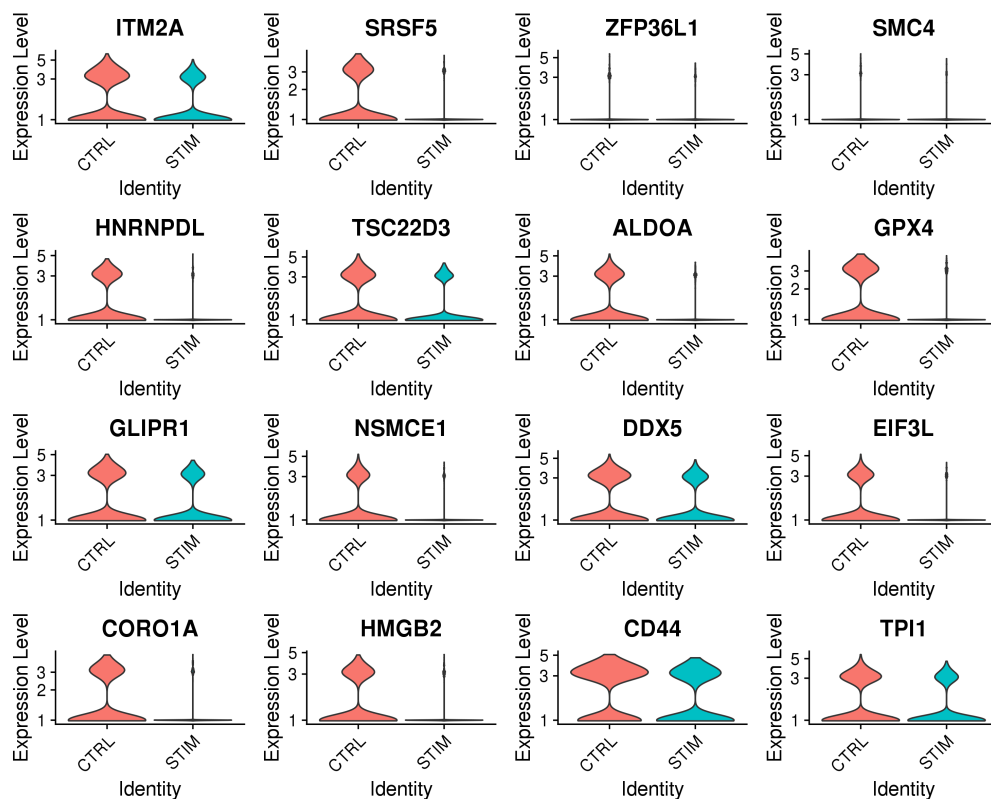 ITM2A SRSF5 ZFP36L1 SMC4
Expression Level 5 3 1 Expression Level 3 2 1 Expression Level 5 3 1 Expression Level 5 3 1
CTRL STIM CTRL STIM CTRL STIM CTRL STIM
Identity Identity Identity Identity
HNRNPDL TSC22D3 ALDOA GPX4
Expression Level 5 3 1 Expression Level 5 3 1 Expression Level 5 3 1 Expression Level 3 2 1
CTRL STIM CTRL STIM CTRL STIM CTRL STIM
Identity Identity Identity Identity
GLIPR1 NSMCE1 DDX5 EIF3L
Expression Level 5 3 1 Expression Level 5 3 1 Expression Level 5 3 1 Expression Level 5 3 1
CTRL STIM CTRL STIM CTRL STIM CTRL STIM
Identity Identity Identity Identity
CORO1A HMGB2 CD44 TPI1
Expression Level 3 2 1 Expression Level 5 3 1 Expression Level 5 3 1 Expression Level 5 3 1
CTRL STIM CTRL STIM CTRL STIM CTRL STIM
Identity Identity Identity Identity